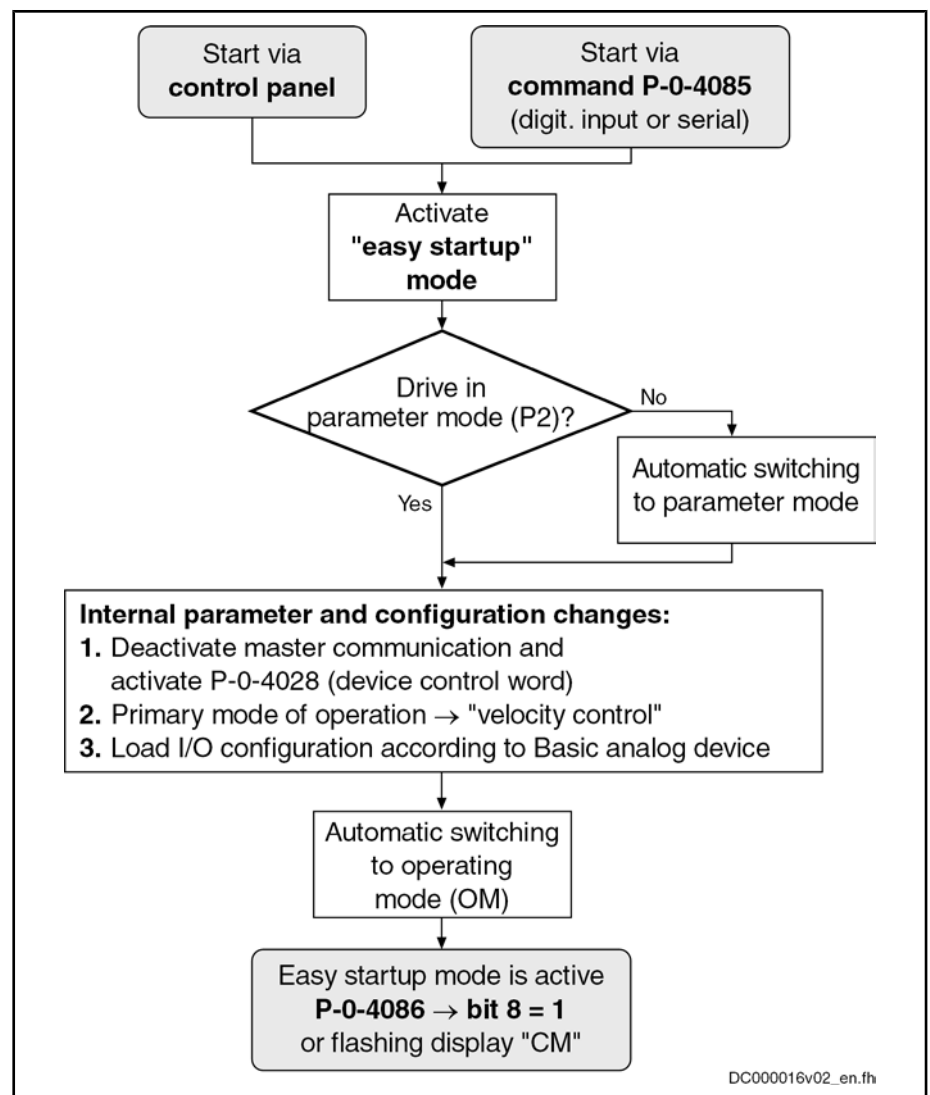 Start via
control panel
Start via
command P-0-4085
(digit. input or serial)
Activate
"easy startup"
mode
Drive in
parameter mode (P2)?
No
Automatic switching
to parameter mode
Yes
Internal parameter and configuration changes:
1. Deactivate master communication and
activate P-0-4028 (device control word)
2. Primary mode of operation → "velocity control"
3. Load I/O configuration according to Basic analog device
Automatic switching
to operating
mode (OM)
Easy startup mode is active
P-0-4086 → bit 8 = 1
or flashing display "CM"
DC000016v02_en.fh